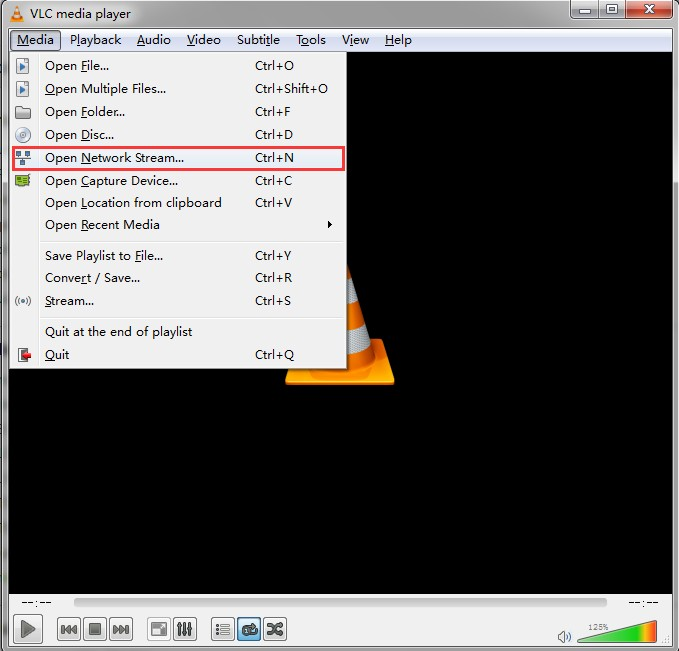 VLC media player
Media Playback Audio Video Subtitle Tools View Help
Open File... Ctrl+O
Open Multiple Files... Ctrl+Shift+O
Open Folder... Ctrl+F
Open Disc... Ctrl+D
Open Network Stream... Ctrl+N
Open Capture Device... Ctrl+C
Open Location from clipboard Ctrl+V
Open Recent Media
Save Playlist to File... Ctrl+Y
Convert / Save... Ctrl+R
Stream... Ctrl+S
Quit at the end of playlist
Quit Ctrl+Q
--:-- --:--
125%